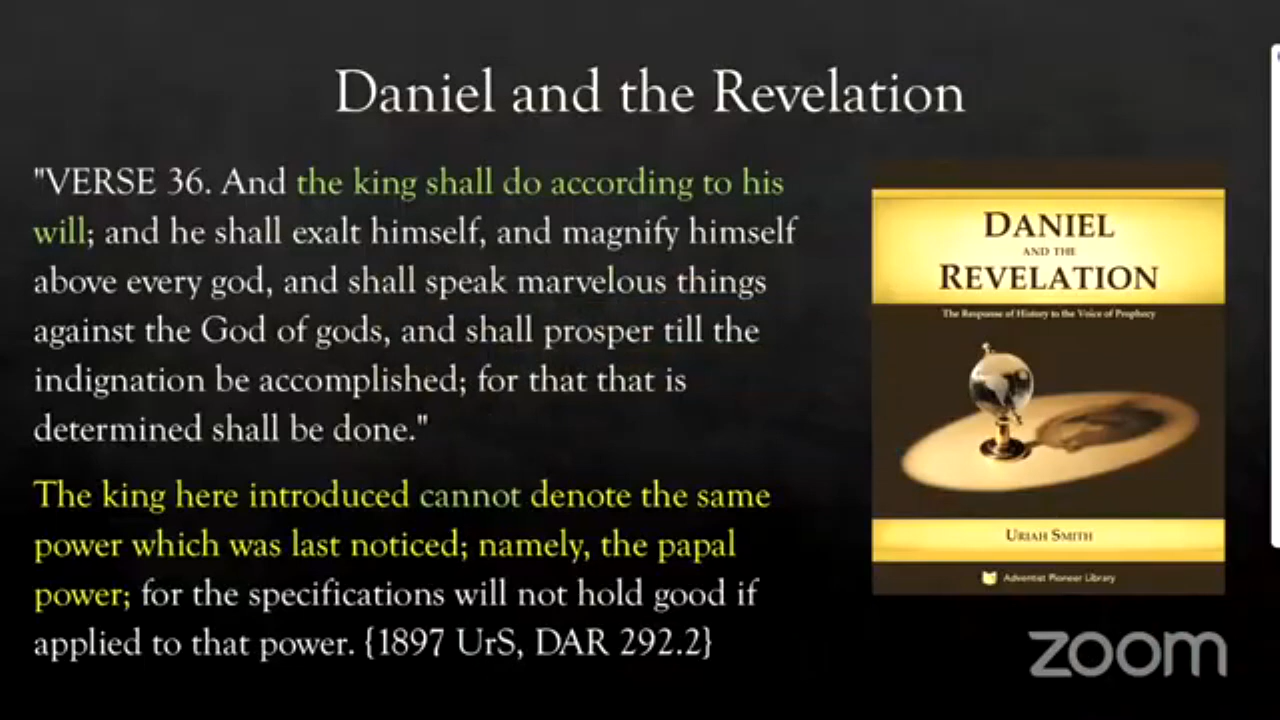 Daniel and the Revelation
"VERSE 36. And the king shall do according to his
will; and he shall exalt himself, and magnify himself
above every god, and shall speak marvelous things
against the God of gods, and shall prosper till the
indignation be accomplished; for that that is
determined shall be done."
The king here introduced cannot denote the same
power which was last noticed; namely, the papal
power; for the specifications will not hold good if
applied to that power. {1897 UrS, DAR 292.2}
DANIEL
AND THE
REVELATION
The Response of History to the Voice of Prophecy
URIAH SMITH
Adventist Pioneer Library
zoom